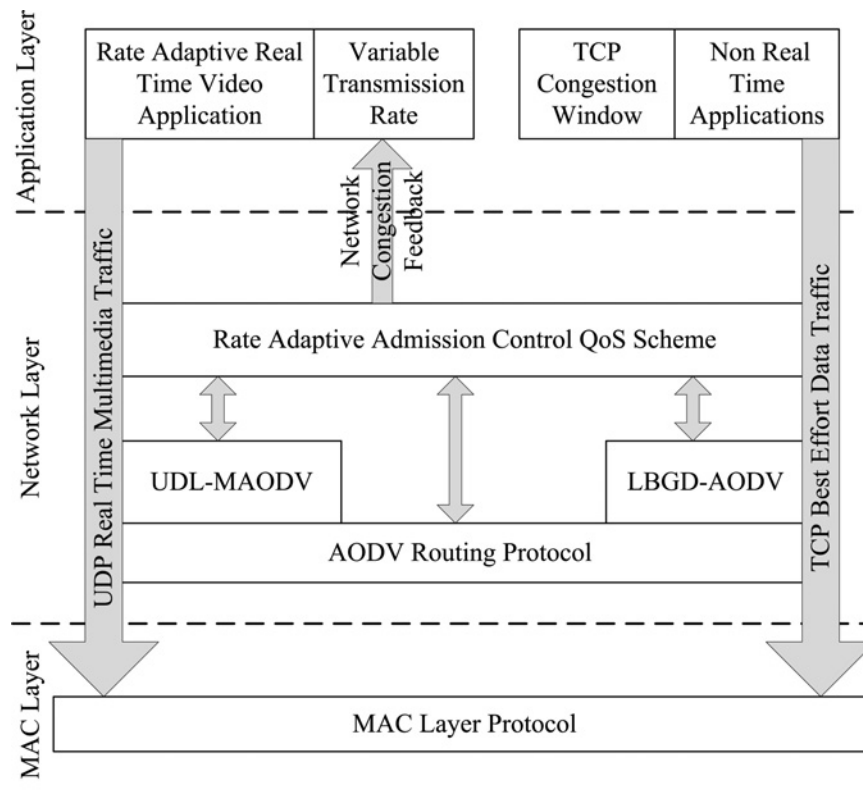 Application Layer
Rate Adaptive Real
Time Video
Application
Variable
Transmission
Rate
TCP
Congestion
Window
Non Real
Time
Applications
Network
Congestion
Feedback
Network Layer
UDP Real Time Multimedia Traffic
TCP Best Effort Data Traffic
Rate Adaptive Admission Control QoS Scheme
UDL-MAODV
LBGD-AODV
AODV Routing Protocol
MAC Layer
MAC Layer Protocol